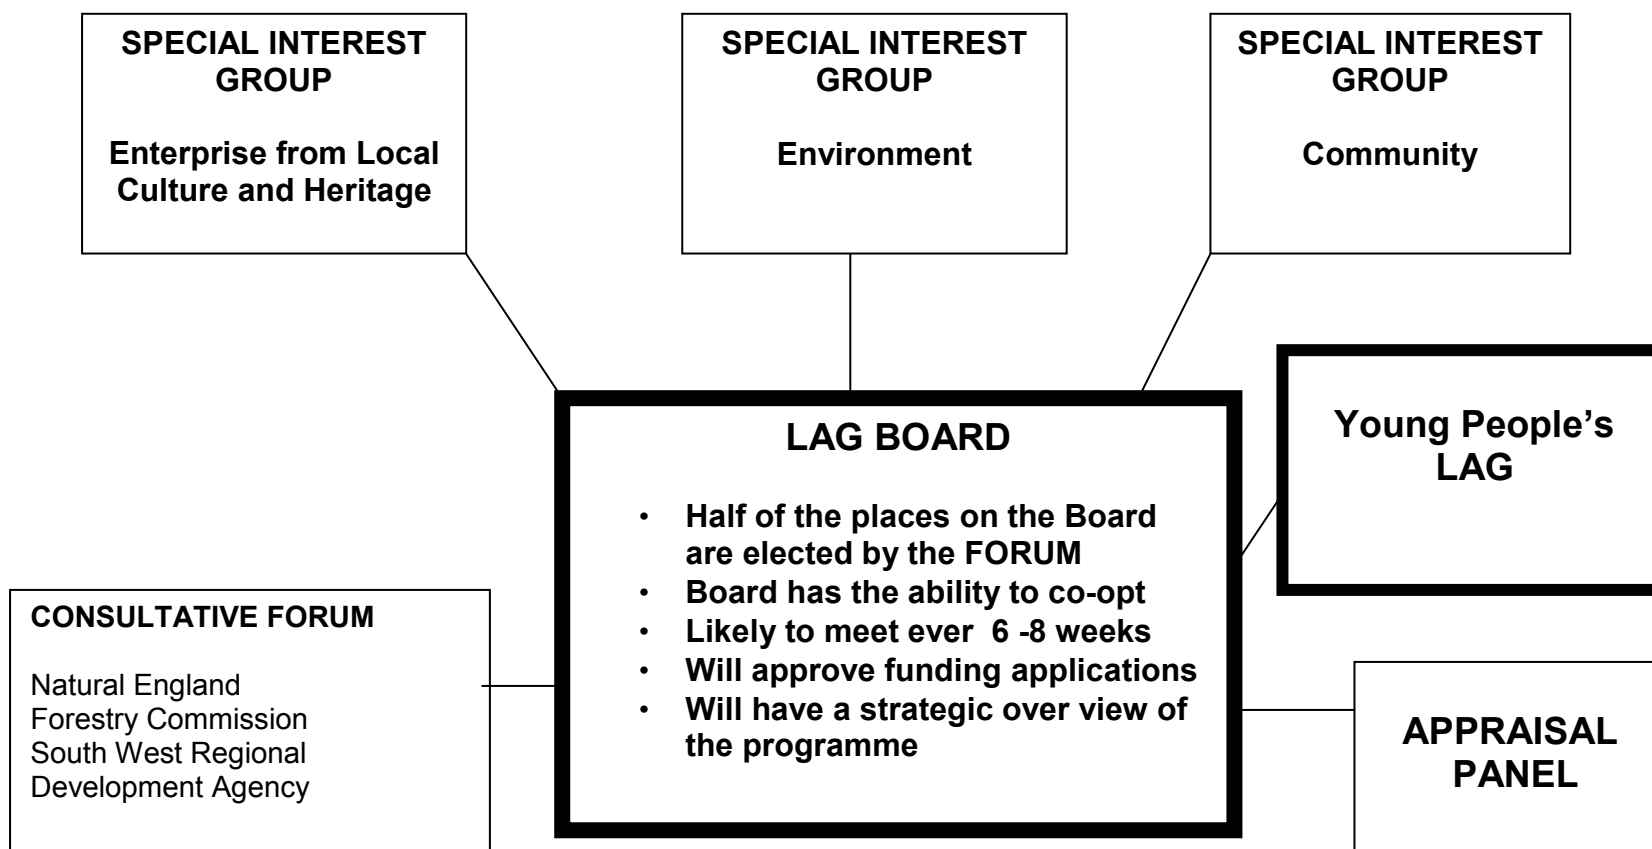 SPECIAL INTEREST
GROUP
Enterprise from Local
Culture and Heritage
SPECIAL INTEREST
GROUP
Environment
SPECIAL INTEREST
GROUP
Community
Young People’s
LAG
LAG BOARD
• Half of the places on the Board
are elected by the FORUM
• Board has the ability to co-opt
• Likely to meet ever 6 -8 weeks
• Will approve funding applications
• Will have a strategic over view of
the programme
CONSULTATIVE FORUM
Natural England
Forestry Commission
South West Regional
Development Agency
APPRAISAL
PANEL